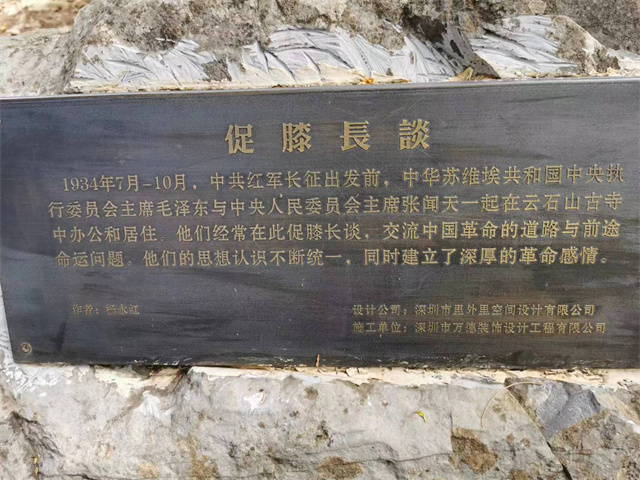 促膝長談
1934年7月-10月，中共红军长征出发前，中华苏维埃共和国中央执
行委员会主席毛泽东与中央人民委员会主席张闻天一起在云石山古寺
中办公和居住。他们经常在此促膝长谈，交流中国革命的道路与前途
命运问题。他们的思想认识不断统一，同时建立了深厚的革命感情。
作者：杨永红
设计公司：深圳市里外里空间设计有限公司
施工单位：深圳市万德装饰设计工程有限公司